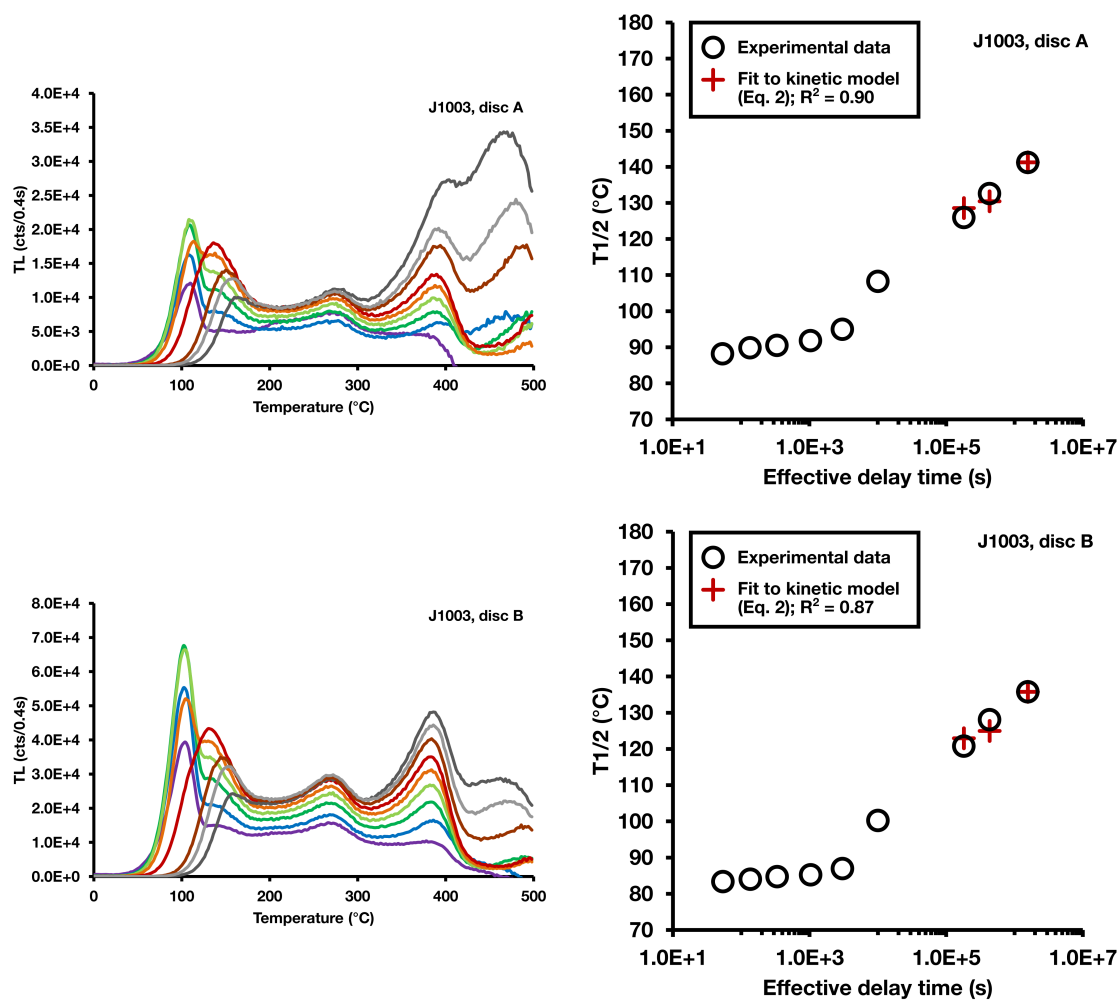 J1003, disc A
TL (cts/0.4s)
4.0E+4
3.5E+4
3.0E+4
2.5E+4
2.0E+4
1.5E+4
1.0E+4
5.0E+3
0.0E+0
0 100 200 300 400 500
Temperature (°C)
J1003, disc A
Experimental data
Fit to kinetic model
(Eq. 2); R² = 0.90
T1/2 (°C)
180
170
160
150
140
130
120
110
100
90
80
70
1.0E+1 1.0E+3 1.0E+5 1.0E+7
Effective delay time (s)
J1003, disc B
TL (cts/0.4s)
8.0E+4
7.0E+4
6.0E+4
5.0E+4
4.0E+4
3.0E+4
2.0E+4
1.0E+4
0.0E+0
0 100 200 300 400 500
Temperature (°C)
J1003, disc B
Experimental data
Fit to kinetic model
(Eq. 2); R² = 0.87
T1/2 (°C)
180
170
160
150
140
130
120
110
100
90
80
70
1.0E+1 1.0E+3 1.0E+5 1.0E+7
Effective delay time (s)